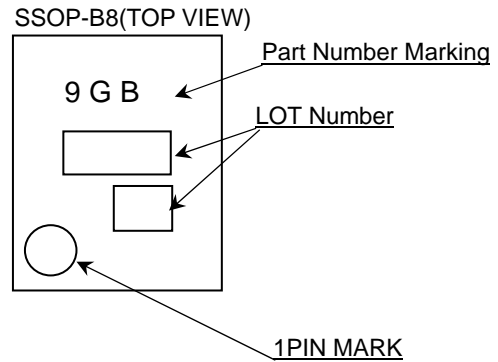 SSOP-B8(TOP VIEW)
Part Number Marking
9 G B
LOT Number
1PIN MARK